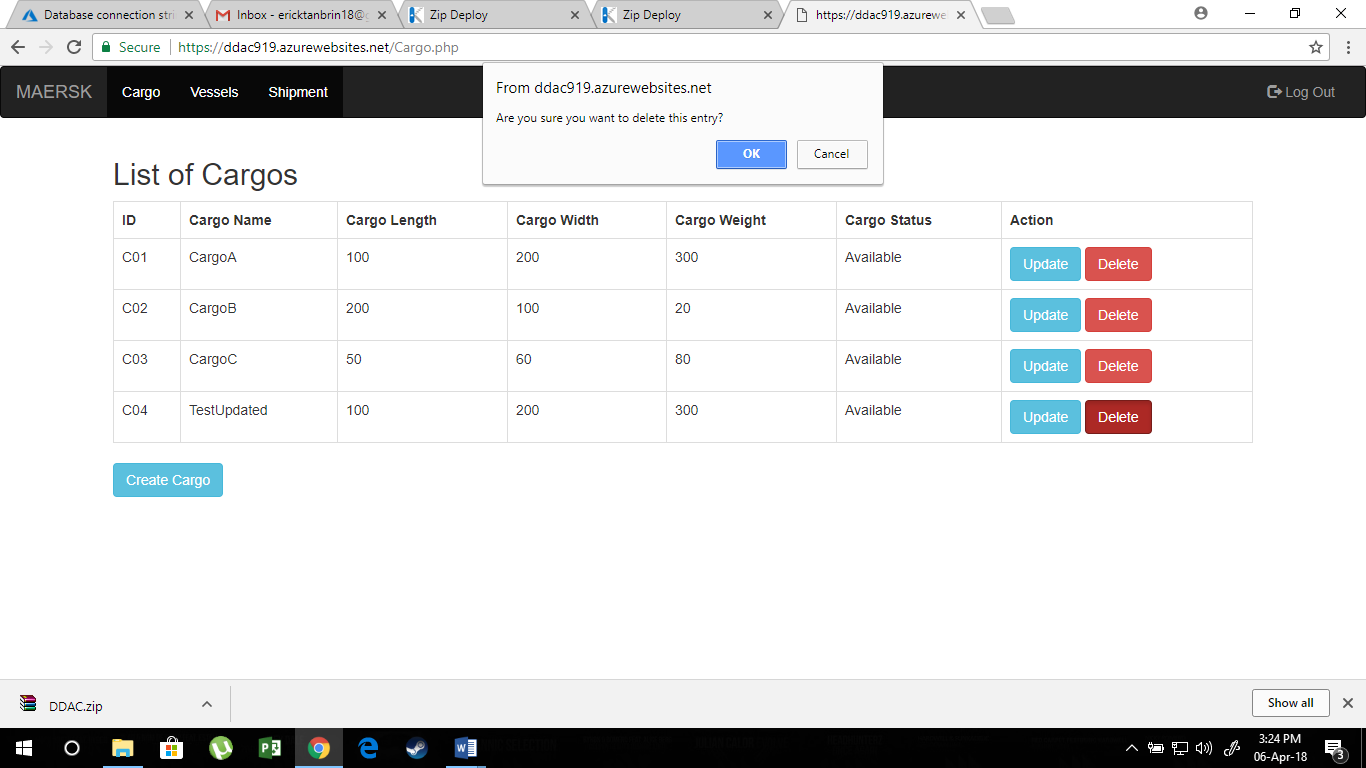 Database connection stri
Inbox - ericktanbrin18@g
Zip Deploy
Zip Deploy
https://ddac919.azurewe
Secure https://ddac919.azurewebsites.net/Cargo.php
MAERSK Cargo Vessels Shipment Log Out
From ddac919.azurewebsites.net
Are you sure you want to delete this entry?
OK Cancel
List of Cargos
ID Cargo Name Cargo Length Cargo Width Cargo Weight Cargo Status Action
C01 CargoA 100 200 300 Available Update Delete
C02 CargoB 200 100 20 Available Update Delete
C03 CargoC 50 60 80 Available Update Delete
C04 TestUpdated 100 200 300 Available Update Delete
Create Cargo
DDAC.zip Show all
3:24 PM
06-Apr-18
3